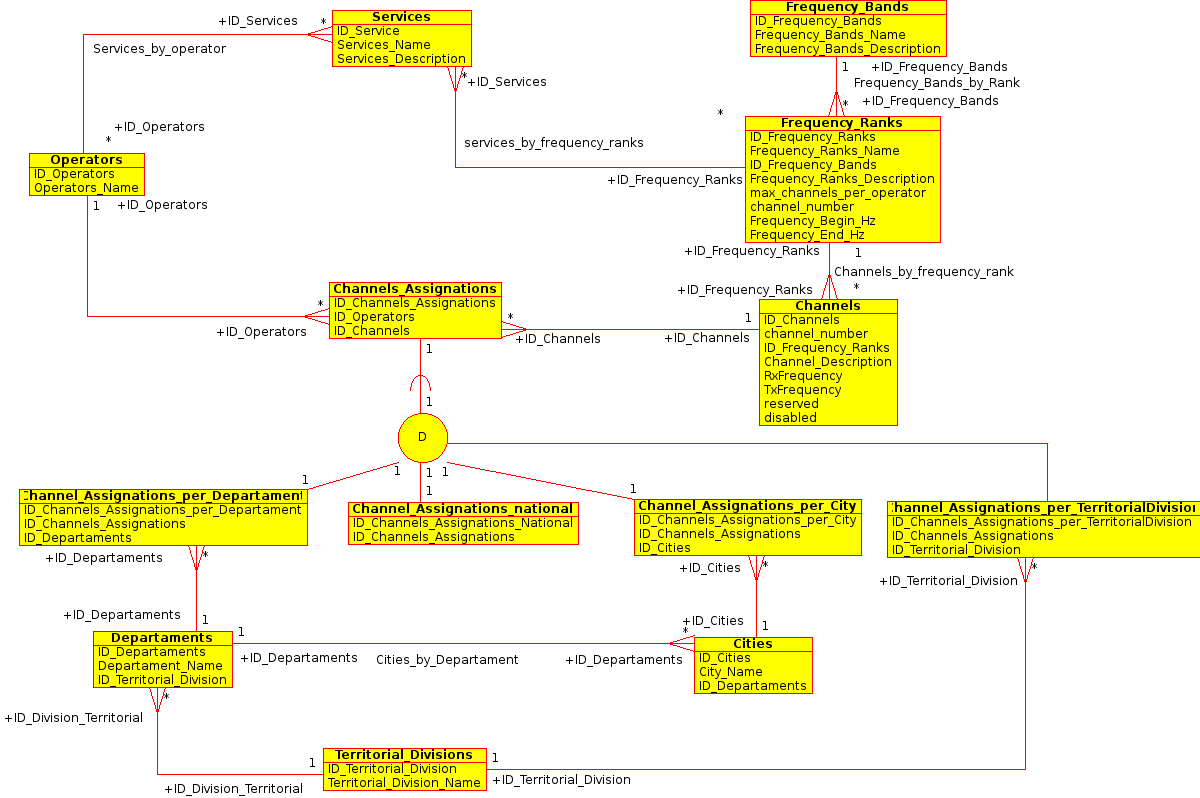 Services
ID_Service
Services_Name
Services_Description
+ID_Services
*
Services_by_operator
*
+ID_Services
Frequency_Bands
ID_Frequency_Bands
Frequency_Bands_Name
Frequency_Bands_Description
1
+ID_Frequency_Bands
Frequency_Bands_by_Rank
*
+ID_Frequency_Bands
*
services_by_frequency_ranks
+ID_Frequency_Ranks
Frequency_Ranks
ID_Frequency_Ranks
Frequency_Ranks_Name
ID_Frequency_Bands
Frequency_Ranks_Description
max_channels_per_operator
channel_number
Frequency_Begin_Hz
Frequency_End_Hz
+ID_Operators
*
Operators
ID_Operators
Operators_Name
1
+ID_Operators
+ID_Frequency_Ranks
1
Channels_by_frequency_rank
+ID_Frequency_Ranks
*
Channels_Assignations
ID_Channels_Assignations
ID_Operators
ID_Channels
*
+ID_Operators
*
+ID_Channels
1
+ID_Channels
Channels
ID_Channels
channel_number
ID_Frequency_Ranks
Channel_Description
RxFrequency
TxFrequency
reserved
disabled
1
1
D
1
1
1
1
1
1
Channel_Assignations_per_Departament
ID_Channels_Assignations_per_Departament
ID_Channels_Assignations
ID_Departaments
Channel_Assignations_national
ID_Channels_Assignations_National
ID_Channels_Assignations
Channel_Assignations_per_City
ID_Channels_Assignations_per_City
ID_Channels_Assignations
ID_Cities
hannel_Assignations_per_TerritorialDivision
ID_Channels_Assignations_per_TerritorialDivision
ID_Channels_Assignations
ID_Territorial_Division
+ID_Departaments
*
+ID_Cities
*
+ID_Territorial_Division
*
+ID_Departaments
1
+ID_Cities
*
1
Departaments
ID_Departaments
Departament_Name
ID_Territorial_Division
1
+ID_Departaments
Cities_by_Departament
+ID_Departaments
Cities
ID_Cities
City_Name
ID_Departaments
*
+ID_Division_Territorial
1
+ID_Division_Territorial
Territorial_Divisions
ID_Territorial_Division
Territorial_Division_Name
1
+ID_Territorial_Division